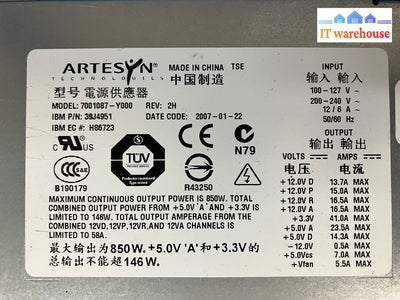 IT warehouse
ARTESYN
TECHNOLOGIES
MADE IN CHINA TSE
中国制造
型号 電源供應器
MODEL: 7001087-Y000 REV: 2H
IBM P/N: 39J4951 DATE CODE: 2007-01-22
IBM EC #: H86723
CCC
S&E
B190179
TÜV
R43250
N79
MAXIMUM CONTINUOUS OUTPUT POWER IS 850W. TOTAL
COMBINED OUTPUT POWER FROM +5.0V 'A' AND +3.3V IS
LIMITED TO 146W. TOTAL OUTPUT CURRENT OF THE
COMBINED 12VD,12VP,12VR, AND 12VA CHANNELS IS
LIMITED TO 58A.
最大输出为850W. +5.0V 'A'和+3.3V的
总输出不能超146W.
INPUT
输入 輸入
100-127 V~
200-240 V~
12/6 A~
50/60 Hz
OUTPUT
输出 輸出
VOLTS AMPS
电压 电流
+12.0V D 13.7A MAX
+12.0V P 15.0A MAX
+12.0V R 16.5A MAX
+12.0V A 16.5A MAX
+3.3V 41.0A MAX
+5.0V A 23.5A MAX
+5.0V D 14.3A MAX
-12.0V 0.5A MAX
+5.0Vcs 7.0A MAX
+Vfan 5.5A MAX